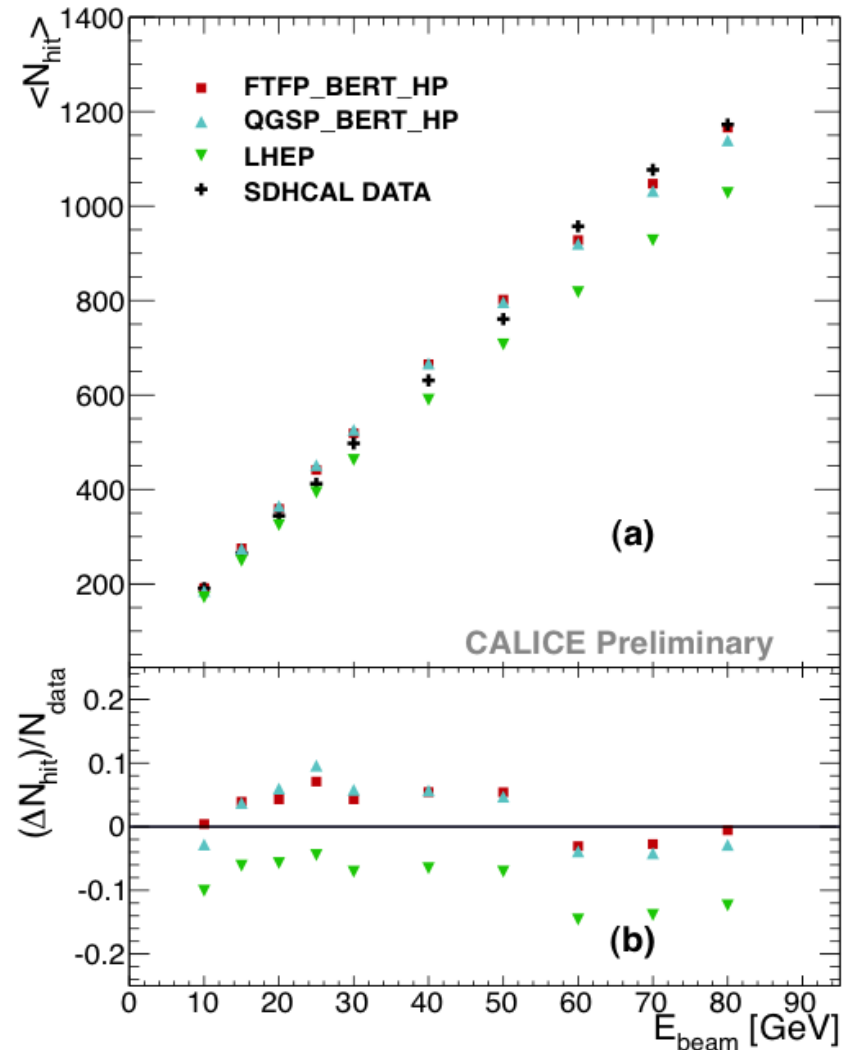 <N_hit>
1400
1200
1000
800
600
400
200
FTFP_BERT_HP
QGSP_BERT_HP
LHEP
SDHCAL DATA
(a)
CALICE Preliminary
(ΔN_hit)/N_data
0.2
0.1
0
-0.1
-0.2
(b)
0 10 20 30 40 50 60 70 80 90
E_beam [GeV]